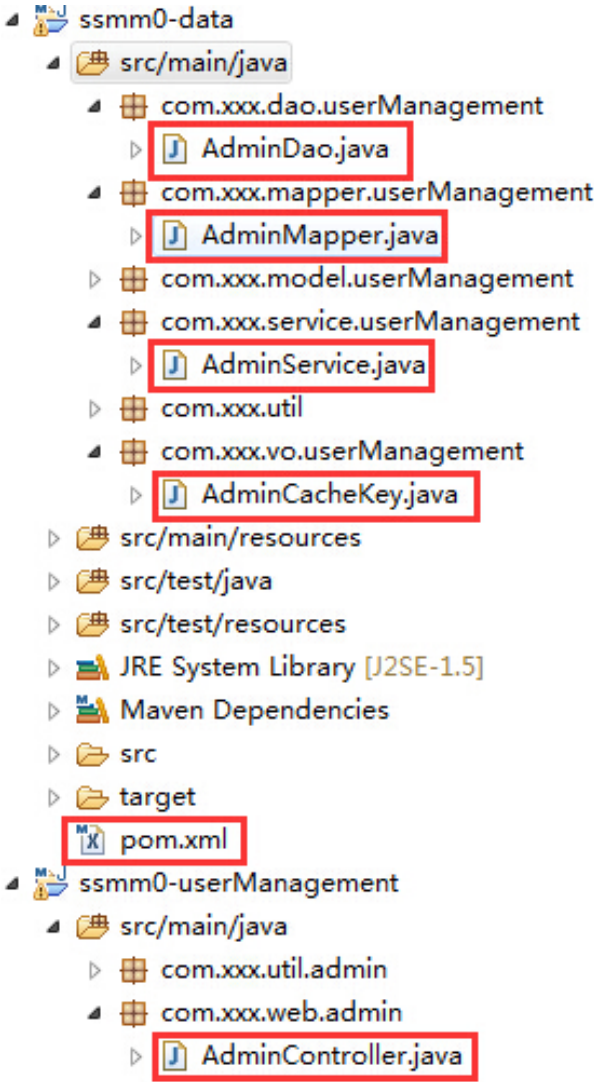 ssmm0-data
src/main/java
com.xxx.dao.userManagement
AdminDao.java
com.xxx.mapper.userManagement
AdminMapper.java
com.xxx.model.userManagement
com.xxx.service.userManagement
AdminService.java
com.xxx.util
com.xxx.vo.userManagement
AdminCacheKey.java
src/main/resources
src/test/java
src/test/resources
JRE System Library [J2SE-1.5]
Maven Dependencies
src
target
pom.xml
ssmm0-userManagement
src/main/java
com.xxx.util.admin
com.xxx.web.admin
AdminController.java